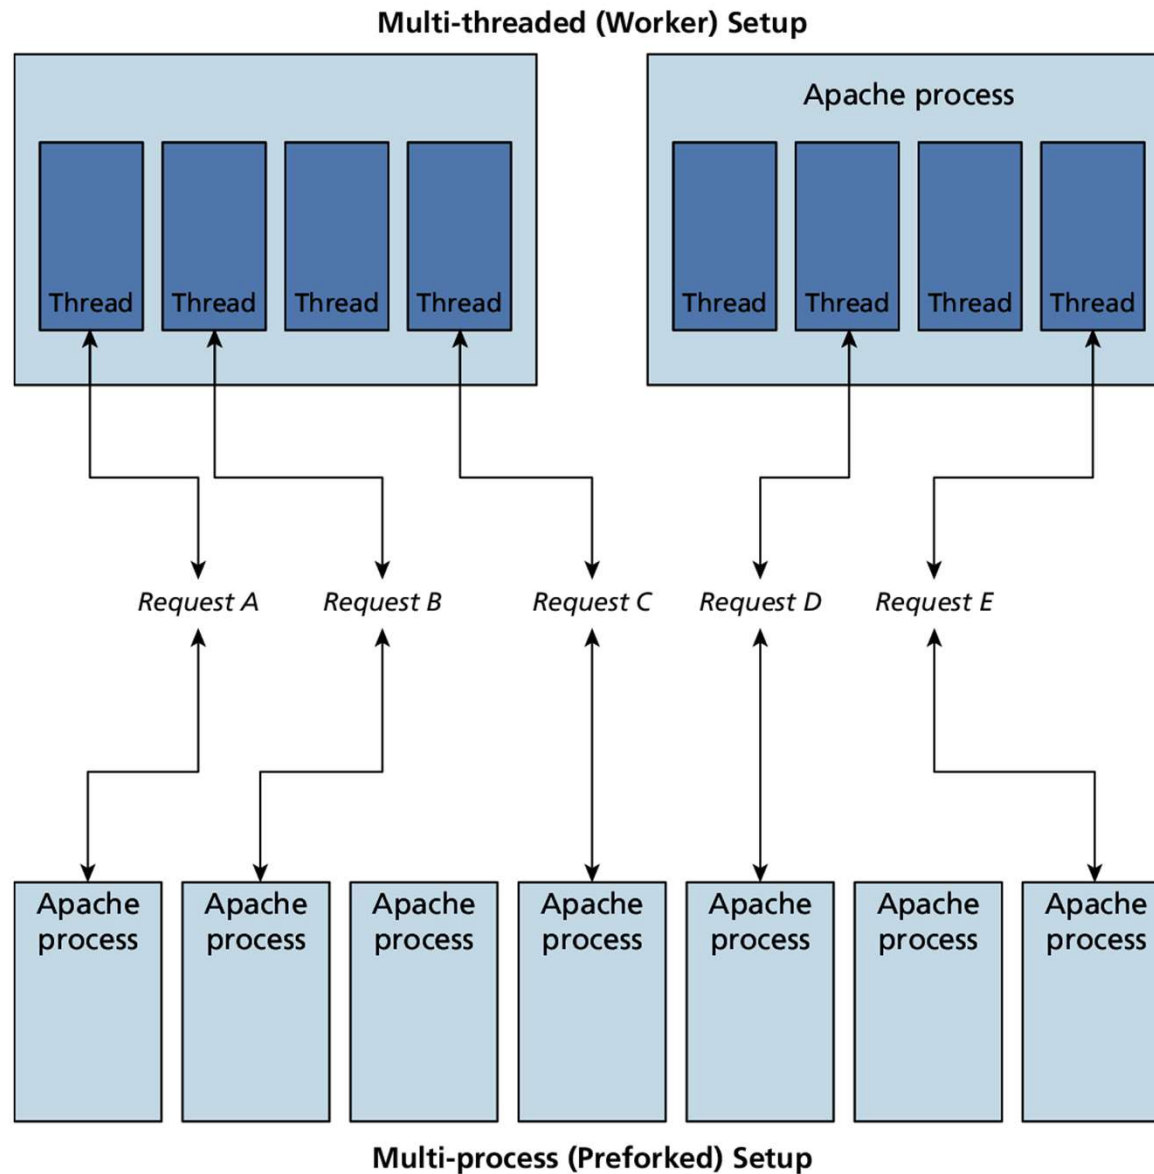 Multi-threaded (Worker) Setup
Apache process
Thread
Thread
Thread
Thread
Thread
Thread
Thread
Thread
Request A
Request B
Request C
Request D
Request E
Apache
process
Apache
process
Apache
process
Apache
process
Apache
process
Apache
process
Apache
process
Multi-process (Preforked) Setup